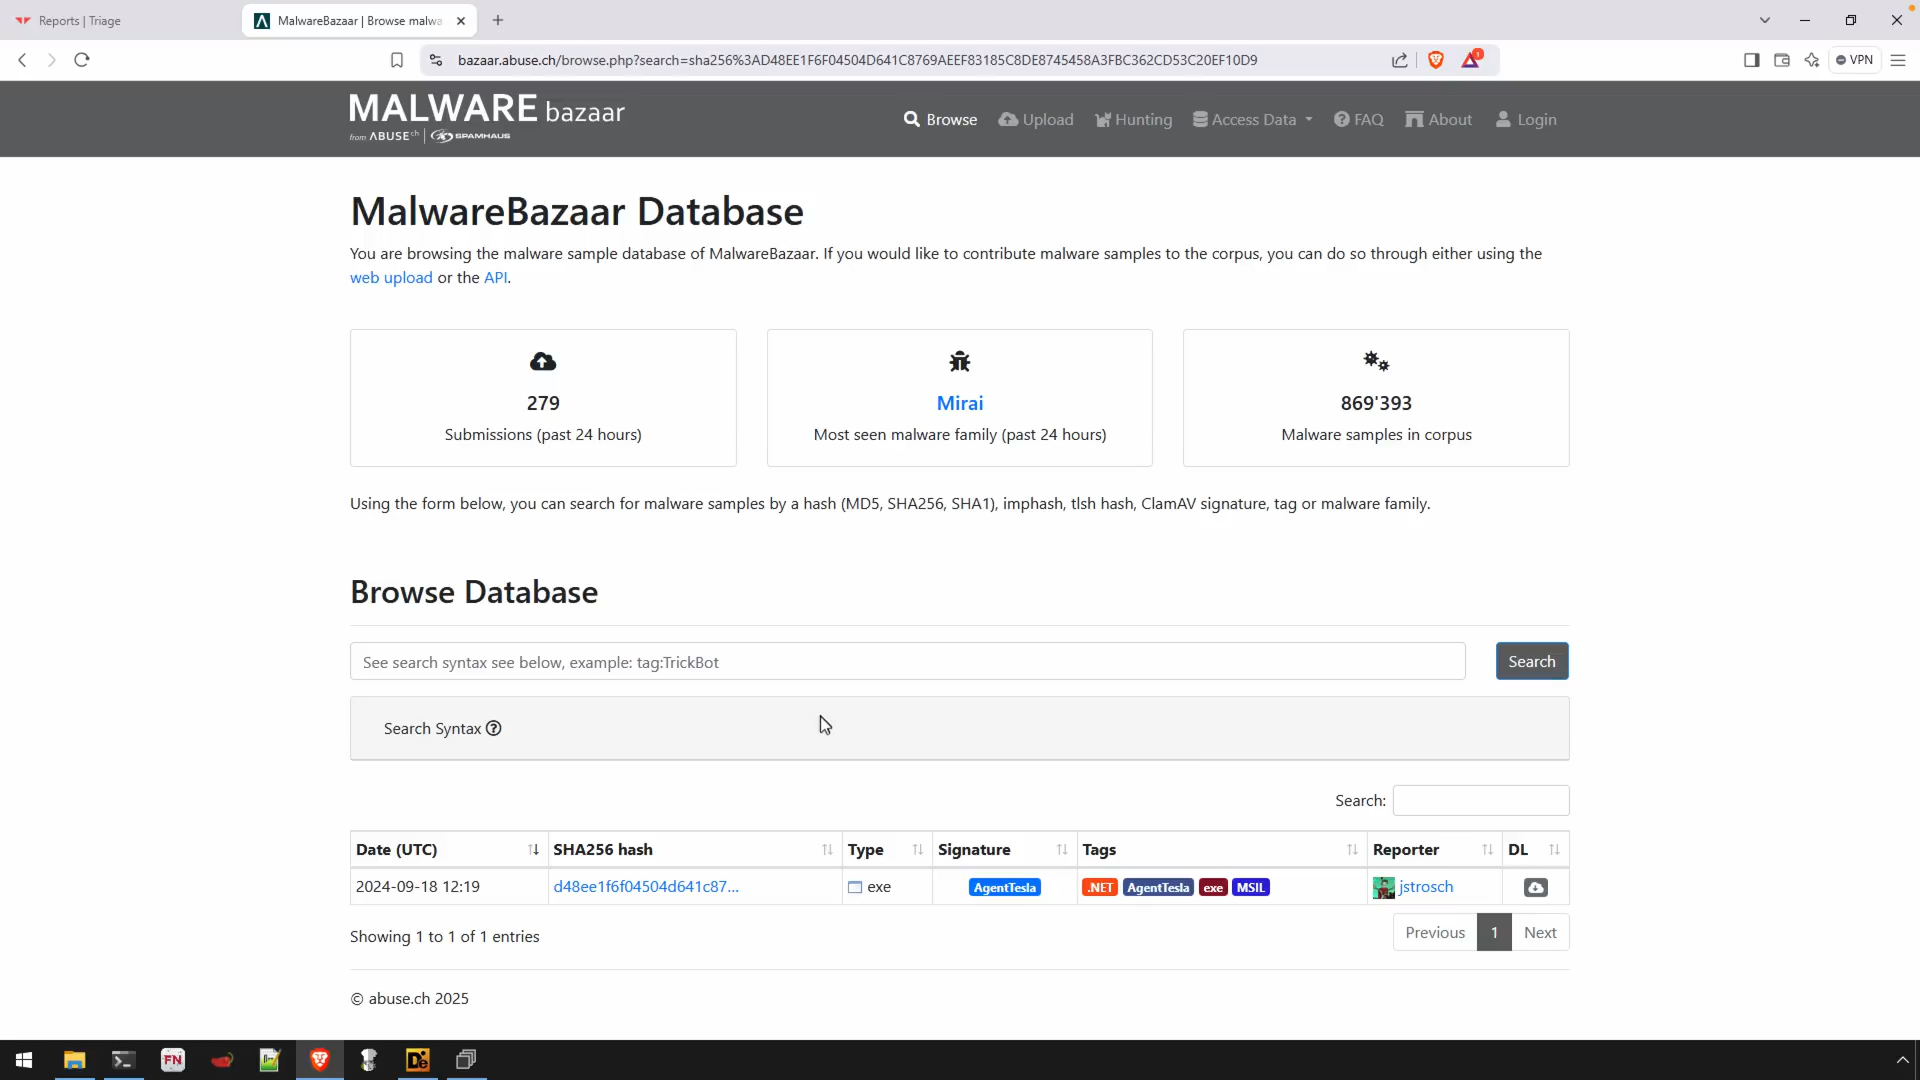 Reports | Triage
MalwareBazaar | Browse malwa
bazaar.abuse.ch/browse.php?search=sha256%3AD48EE1F6F04504D641C8769AEEF83185C8DE8745458A3FBC362CD53C20EF10D9
1
VPN
MALWARE bazaar
from ABUSE ch | SPAMHAUS
Browse
Upload
Hunting
Access Data
FAQ
About
Login
MalwareBazaar Database
You are browsing the malware sample database of MalwareBazaar. If you would like to contribute malware samples to the corpus, you can do so through either using the
web upload or the API.
279
Submissions (past 24 hours)
Mirai
Most seen malware family (past 24 hours)
869'393
Malware samples in corpus
Using the form below, you can search for malware samples by a hash (MD5, SHA256, SHA1), imphash, tlsh hash, ClamAV signature, tag or malware family.
Browse Database
See search syntax see below, example: tag:TrickBot
Search
Search Syntax
Search:
Date (UTC) SHA256 hash Type Signature Tags Reporter DL
2024-09-18 12:19 d48ee1f6f04504d641c87... exe AgentTesla .NET AgentTesla exe MSIL jstrosch
Showing 1 to 1 of 1 entries
Previous 1 Next
© abuse.ch 2025
FN
De